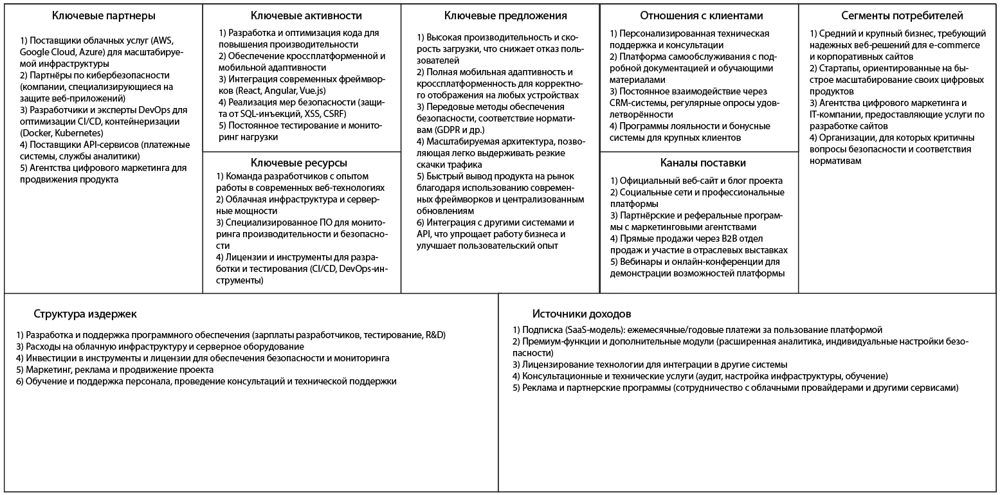 Ключевые партнеры
1) Поставщики облачных услуг (AWS,
Google Cloud, Azure) для масштабируе-
мой инфраструктуры
2) Партнёры по кибербезопасности
(компании, специализирующиеся на
защите веб-приложений)
3) Разработчики и эксперты DevOps для
оптимизации CI/CD, контейнеризации
(Docker, Kubernetes)
4) Поставщики API-сервисов (платежные
системы, службы аналитики)
5) Агентства цифрового маркетинга для
продвижения продукта
Ключевые активности
1) Разработка и оптимизация кода для
повышения производительности
2) Обеспечение кроссплатформенной и
мобильной адаптивности
3) Интеграция современных фреймвор-
ков (React, Angular, Vue.js)
4) Реализация мер безопасности (защи-
та от SQL-инъекций, XSS, CSRF)
5) Постоянное тестирование и монито-
ринг нагрузки
Ключевые ресурсы
1) Команда разработчиков с опытом
работы в современных веб-технологиях
2) Облачная инфраструктура и сервер-
ные мощности
3) Специализированное ПО для монито-
ринга производительности и безопасно-
сти
4) Лицензии и инструменты для разра-
ботки и тестирования (CI/CD, DevOps-ин-
струменты)
Ключевые предложения
1) Высокая производительность и ско-
рость загрузки, что снижает отказ поль-
зователей
2) Полная мобильная адаптивность и
кроссплатформенность для корректно-
го отображения на любых устройствах
3) Передовые методы обеспечения
безопасности, соответствие нормати-
вам (GDPR и др.)
4) Масштабируемая архитектура, позво-
ляющая легко выдерживать резкие
скачки трафика
5) Быстрый вывод продукта на рынок
благодаря использованию современ-
ных фреймворков и централизованным
обновлениям
6) Интеграция с другими системами и
API, что упрощает работу бизнеса и
улучшает пользовательский опыт
Отношения с клиентами
1) Персонализированная техническая
поддержка и консультации
2) Платформа самообслуживания с под-
робной документацией и обучающими
материалами
3) Постоянное взаимодействие через
CRM-системы, регулярные опросы удов-
летворённости
4) Программы лояльности и бонусные
системы для крупных клиентов
Каналы поставки
1) Официальный веб-сайт и блог проекта
2) Социальные сети и профессиональные
платформы
3) Партнёрские и реферальные програм-
мы с маркетинговыми агентствами
4) Прямые продажи через B2B отдел
продаж и участие в отраслевых выставках
5) Вебинары и онлайн-конференции для
демонстрации возможностей платформы
Сегменты потребителей
1) Средний и крупный бизнес, требующий
надежных веб-решений для e-commerce
и корпоративных сайтов
2) Стартапы, ориентированные на бы-
строе масштабирование своих цифровых
продуктов
3) Агентства цифрового маркетинга и
IT-компании, предоставляющие услуги по
разработке сайтов
4) Организации, для которых критичны
вопросы безопасности и соответствия
нормативам
Структура издержек
1) Разработка и поддержка программного обеспечения (зарплаты разработчиков, тестирование, R&D)
3) Расходы на облачную инфраструктуру и серверное оборудование
4) Инвестиции в инструменты и лицензии для обеспечения безопасности и мониторинга
5) Маркетинг, реклама и продвижение проекта
6) Обучение и поддержка персонала, проведение консультаций и технической поддержки
Источники доходов
1) Подписка (SaaS-модель): ежемесячные/годовые платежи за пользование платформой
2) Премиум-функции и дополнительные модули (расширенная аналитика, индивидуальные настройки безо-
пасности)
3) Лицензирование технологии для интеграции в другие системы
4) Консультационные и технические услуги (аудит, настройка инфраструктуры, обучение)
5) Реклама и партнерские программы (сотрудничество с облачными провайдерами и другими сервисами)